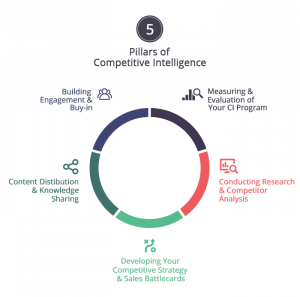 5
Pillars of
Competitive Intelligence
Building
Engagement &
Buy-in
Measuring &
Evaluation of
Your CI Program
Content Distibution
& Knowledge
Sharing
Conducting Research
& Competitor
Analysis
Developing Your
Competitive Strategy
& Sales Battlecards